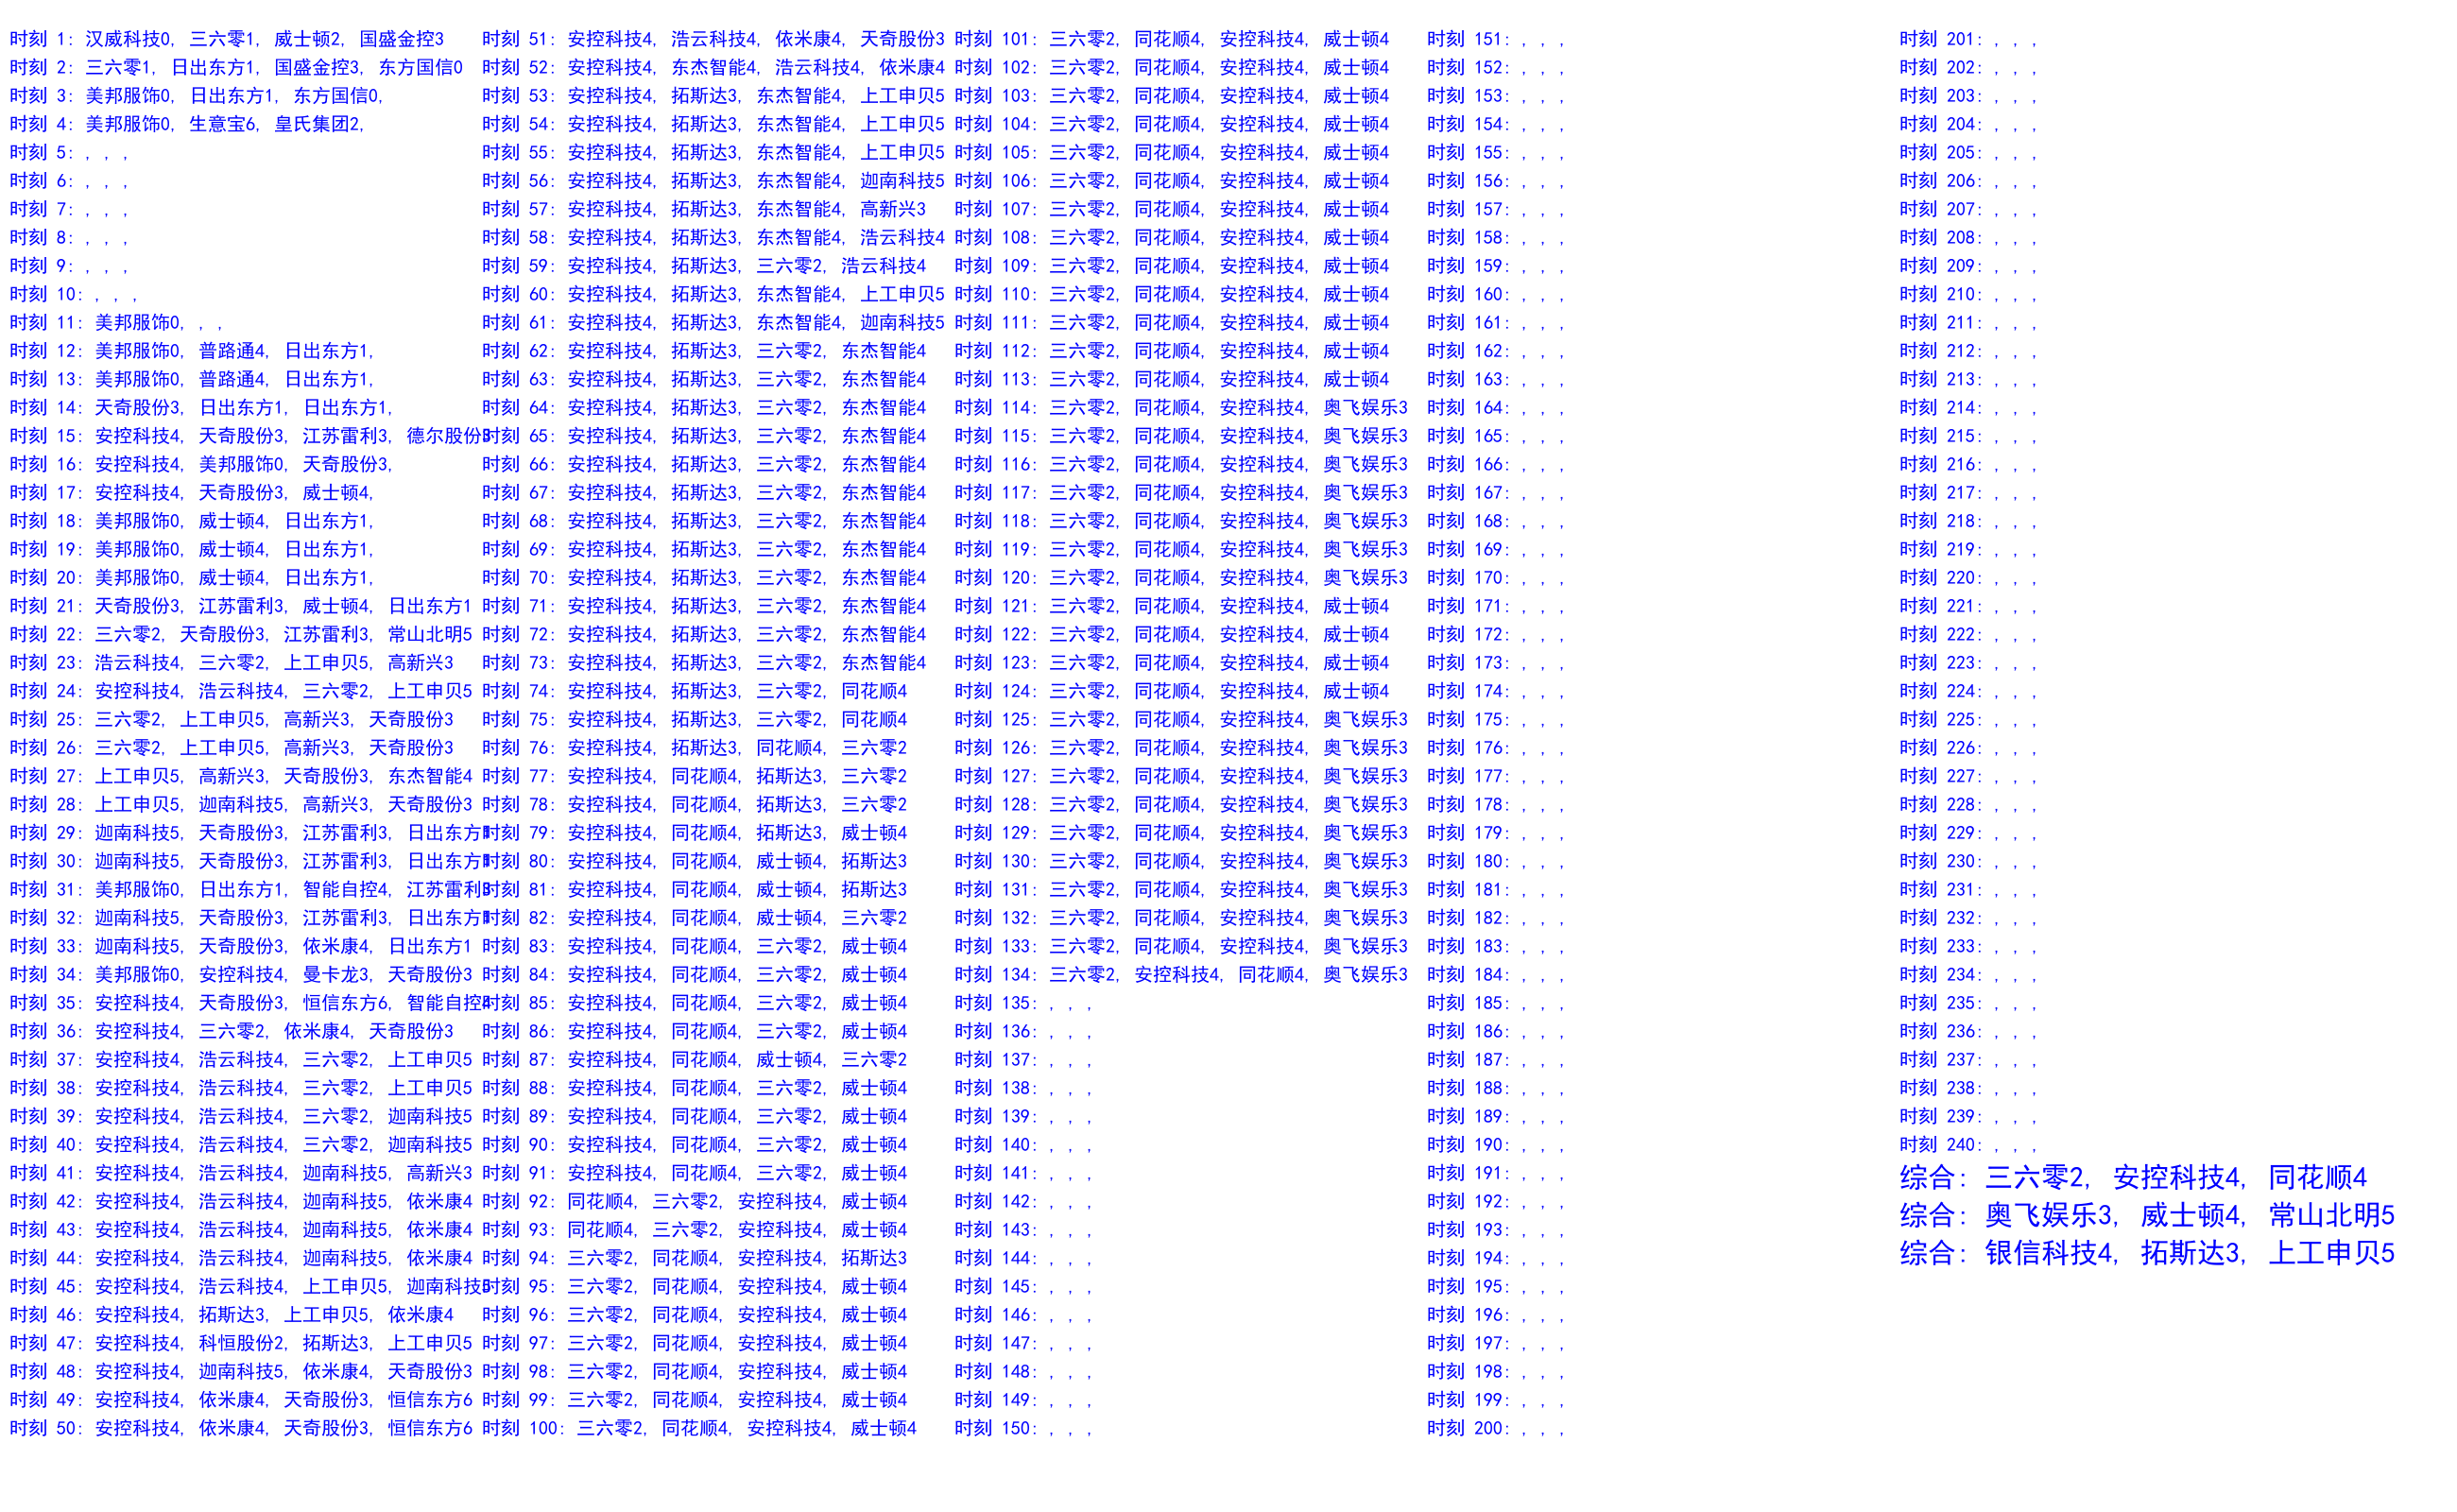 时刻 1: 汉威科技0, 三六零1, 威士顿2, 国盛金控3
时刻 2: 三六零1, 日出东方1, 国盛金控3, 东方国信0
时刻 3: 美邦服饰0, 日出东方1, 东方国信0,
时刻 4: 美邦服饰0, 生意宝6, 皇氏集团2,
时刻 5: , , ,
时刻 6: , , ,
时刻 7: , , ,
时刻 8: , , ,
时刻 9: , , ,
时刻 10: , , ,
时刻 11: 美邦服饰0, , ,
时刻 12: 美邦服饰0, 普路通4, 日出东方1,
时刻 13: 美邦服饰0, 普路通4, 日出东方1,
时刻 14: 天奇股份3, 日出东方1, 日出东方1,
时刻 15: 安控科技4, 天奇股份3, 江苏雷利3, 德尔股份3
时刻 16: 安控科技4, 美邦服饰0, 天奇股份3,
时刻 17: 安控科技4, 天奇股份3, 威士顿4,
时刻 18: 美邦服饰0, 威士顿4, 日出东方1,
时刻 19: 美邦服饰0, 威士顿4, 日出东方1,
时刻 20: 美邦服饰0, 威士顿4, 日出东方1,
时刻 21: 天奇股份3, 江苏雷利3, 威士顿4, 日出东方1
时刻 22: 三六零2, 天奇股份3, 江苏雷利3, 常山北明5
时刻 23: 浩云科技4, 三六零2, 上工申贝5, 高新兴3
时刻 24: 安控科技4, 浩云科技4, 三六零2, 上工申贝5
时刻 25: 三六零2, 上工申贝5, 高新兴3, 天奇股份3
时刻 26: 三六零2, 上工申贝5, 高新兴3, 天奇股份3
时刻 27: 上工申贝5, 高新兴3, 天奇股份3, 东杰智能4
时刻 28: 上工申贝5, 迦南科技5, 高新兴3, 天奇股份3
时刻 29: 迦南科技5, 天奇股份3, 江苏雷利3, 日出东方1
时刻 30: 迦南科技5, 天奇股份3, 江苏雷利3, 日出东方1
时刻 31: 美邦服饰0, 日出东方1, 智能自控4, 江苏雷利3
时刻 32: 迦南科技5, 天奇股份3, 江苏雷利3, 日出东方1
时刻 33: 迦南科技5, 天奇股份3, 依米康4, 日出东方1
时刻 34: 美邦服饰0, 安控科技4, 曼卡龙3, 天奇股份3
时刻 35: 安控科技4, 天奇股份3, 恒信东方6, 智能自控4
时刻 36: 安控科技4, 三六零2, 依米康4, 天奇股份3
时刻 37: 安控科技4, 浩云科技4, 三六零2, 上工申贝5
时刻 38: 安控科技4, 浩云科技4, 三六零2, 上工申贝5
时刻 39: 安控科技4, 浩云科技4, 三六零2, 迦南科技5
时刻 40: 安控科技4, 浩云科技4, 三六零2, 迦南科技5
时刻 41: 安控科技4, 浩云科技4, 迦南科技5, 高新兴3
时刻 42: 安控科技4, 浩云科技4, 迦南科技5, 依米康4
时刻 43: 安控科技4, 浩云科技4, 迦南科技5, 依米康4
时刻 44: 安控科技4, 浩云科技4, 迦南科技5, 依米康4
时刻 45: 安控科技4, 浩云科技4, 上工申贝5, 迦南科技5
时刻 46: 安控科技4, 拓斯达3, 上工申贝5, 依米康4
时刻 47: 安控科技4, 科恒股份2, 拓斯达3, 上工申贝5
时刻 48: 安控科技4, 迦南科技5, 依米康4, 天奇股份3
时刻 49: 安控科技4, 依米康4, 天奇股份3, 恒信东方6
时刻 50: 安控科技4, 依米康4, 天奇股份3, 恒信东方6
时刻 51: 安控科技4, 浩云科技4, 依米康4, 天奇股份3
时刻 52: 安控科技4, 东杰智能4, 浩云科技4, 依米康4
时刻 53: 安控科技4, 拓斯达3, 东杰智能4, 上工申贝5
时刻 54: 安控科技4, 拓斯达3, 东杰智能4, 上工申贝5
时刻 55: 安控科技4, 拓斯达3, 东杰智能4, 上工申贝5
时刻 56: 安控科技4, 拓斯达3, 东杰智能4, 迦南科技5
时刻 57: 安控科技4, 拓斯达3, 东杰智能4, 高新兴3
时刻 58: 安控科技4, 拓斯达3, 东杰智能4, 浩云科技4
时刻 59: 安控科技4, 拓斯达3, 三六零2, 浩云科技4
时刻 60: 安控科技4, 拓斯达3, 东杰智能4, 上工申贝5
时刻 61: 安控科技4, 拓斯达3, 东杰智能4, 迦南科技5
时刻 62: 安控科技4, 拓斯达3, 三六零2, 东杰智能4
时刻 63: 安控科技4, 拓斯达3, 三六零2, 东杰智能4
时刻 64: 安控科技4, 拓斯达3, 三六零2, 东杰智能4
时刻 65: 安控科技4, 拓斯达3, 三六零2, 东杰智能4
时刻 66: 安控科技4, 拓斯达3, 三六零2, 东杰智能4
时刻 67: 安控科技4, 拓斯达3, 三六零2, 东杰智能4
时刻 68: 安控科技4, 拓斯达3, 三六零2, 东杰智能4
时刻 69: 安控科技4, 拓斯达3, 三六零2, 东杰智能4
时刻 70: 安控科技4, 拓斯达3, 三六零2, 东杰智能4
时刻 71: 安控科技4, 拓斯达3, 三六零2, 东杰智能4
时刻 72: 安控科技4, 拓斯达3, 三六零2, 东杰智能4
时刻 73: 安控科技4, 拓斯达3, 三六零2, 东杰智能4
时刻 74: 安控科技4, 拓斯达3, 三六零2, 同花顺4
时刻 75: 安控科技4, 拓斯达3, 三六零2, 同花顺4
时刻 76: 安控科技4, 拓斯达3, 同花顺4, 三六零2
时刻 77: 安控科技4, 同花顺4, 拓斯达3, 三六零2
时刻 78: 安控科技4, 同花顺4, 拓斯达3, 三六零2
时刻 79: 安控科技4, 同花顺4, 拓斯达3, 威士顿4
时刻 80: 安控科技4, 同花顺4, 威士顿4, 拓斯达3
时刻 81: 安控科技4, 同花顺4, 威士顿4, 拓斯达3
时刻 82: 安控科技4, 同花顺4, 威士顿4, 三六零2
时刻 83: 安控科技4, 同花顺4, 三六零2, 威士顿4
时刻 84: 安控科技4, 同花顺4, 三六零2, 威士顿4
时刻 85: 安控科技4, 同花顺4, 三六零2, 威士顿4
时刻 86: 安控科技4, 同花顺4, 三六零2, 威士顿4
时刻 87: 安控科技4, 同花顺4, 威士顿4, 三六零2
时刻 88: 安控科技4, 同花顺4, 三六零2, 威士顿4
时刻 89: 安控科技4, 同花顺4, 三六零2, 威士顿4
时刻 90: 安控科技4, 同花顺4, 三六零2, 威士顿4
时刻 91: 安控科技4, 同花顺4, 三六零2, 威士顿4
时刻 92: 同花顺4, 三六零2, 安控科技4, 威士顿4
时刻 93: 同花顺4, 三六零2, 安控科技4, 威士顿4
时刻 94: 三六零2, 同花顺4, 安控科技4, 拓斯达3
时刻 95: 三六零2, 同花顺4, 安控科技4, 威士顿4
时刻 96: 三六零2, 同花顺4, 安控科技4, 威士顿4
时刻 97: 三六零2, 同花顺4, 安控科技4, 威士顿4
时刻 98: 三六零2, 同花顺4, 安控科技4, 威士顿4
时刻 99: 三六零2, 同花顺4, 安控科技4, 威士顿4
时刻 100: 三六零2, 同花顺4, 安控科技4, 威士顿4
时刻 101: 三六零2, 同花顺4, 安控科技4, 威士顿4
时刻 102: 三六零2, 同花顺4, 安控科技4, 威士顿4
时刻 103: 三六零2, 同花顺4, 安控科技4, 威士顿4
时刻 104: 三六零2, 同花顺4, 安控科技4, 威士顿4
时刻 105: 三六零2, 同花顺4, 安控科技4, 威士顿4
时刻 106: 三六零2, 同花顺4, 安控科技4, 威士顿4
时刻 107: 三六零2, 同花顺4, 安控科技4, 威士顿4
时刻 108: 三六零2, 同花顺4, 安控科技4, 威士顿4
时刻 109: 三六零2, 同花顺4, 安控科技4, 威士顿4
时刻 110: 三六零2, 同花顺4, 安控科技4, 威士顿4
时刻 111: 三六零2, 同花顺4, 安控科技4, 威士顿4
时刻 112: 三六零2, 同花顺4, 安控科技4, 威士顿4
时刻 113: 三六零2, 同花顺4, 安控科技4, 威士顿4
时刻 114: 三六零2, 同花顺4, 安控科技4, 奥飞娱乐3
时刻 115: 三六零2, 同花顺4, 安控科技4, 奥飞娱乐3
时刻 116: 三六零2, 同花顺4, 安控科技4, 奥飞娱乐3
时刻 117: 三六零2, 同花顺4, 安控科技4, 奥飞娱乐3
时刻 118: 三六零2, 同花顺4, 安控科技4, 奥飞娱乐3
时刻 119: 三六零2, 同花顺4, 安控科技4, 奥飞娱乐3
时刻 120: 三六零2, 同花顺4, 安控科技4, 奥飞娱乐3
时刻 121: 三六零2, 同花顺4, 安控科技4, 威士顿4
时刻 122: 三六零2, 同花顺4, 安控科技4, 威士顿4
时刻 123: 三六零2, 同花顺4, 安控科技4, 威士顿4
时刻 124: 三六零2, 同花顺4, 安控科技4, 威士顿4
时刻 125: 三六零2, 同花顺4, 安控科技4, 奥飞娱乐3
时刻 126: 三六零2, 同花顺4, 安控科技4, 奥飞娱乐3
时刻 127: 三六零2, 同花顺4, 安控科技4, 奥飞娱乐3
时刻 128: 三六零2, 同花顺4, 安控科技4, 奥飞娱乐3
时刻 129: 三六零2, 同花顺4, 安控科技4, 奥飞娱乐3
时刻 130: 三六零2, 同花顺4, 安控科技4, 奥飞娱乐3
时刻 131: 三六零2, 同花顺4, 安控科技4, 奥飞娱乐3
时刻 132: 三六零2, 同花顺4, 安控科技4, 奥飞娱乐3
时刻 133: 三六零2, 同花顺4, 安控科技4, 奥飞娱乐3
时刻 134: 三六零2, 安控科技4, 同花顺4, 奥飞娱乐3
时刻 135: , , ,
时刻 136: , , ,
时刻 137: , , ,
时刻 138: , , ,
时刻 139: , , ,
时刻 140: , , ,
时刻 141: , , ,
时刻 142: , , ,
时刻 143: , , ,
时刻 144: , , ,
时刻 145: , , ,
时刻 146: , , ,
时刻 147: , , ,
时刻 148: , , ,
时刻 149: , , ,
时刻 150: , , ,
时刻 151: , , ,
时刻 152: , , ,
时刻 153: , , ,
时刻 154: , , ,
时刻 155: , , ,
时刻 156: , , ,
时刻 157: , , ,
时刻 158: , , ,
时刻 159: , , ,
时刻 160: , , ,
时刻 161: , , ,
时刻 162: , , ,
时刻 163: , , ,
时刻 164: , , ,
时刻 165: , , ,
时刻 166: , , ,
时刻 167: , , ,
时刻 168: , , ,
时刻 169: , , ,
时刻 170: , , ,
时刻 171: , , ,
时刻 172: , , ,
时刻 173: , , ,
时刻 174: , , ,
时刻 175: , , ,
时刻 176: , , ,
时刻 177: , , ,
时刻 178: , , ,
时刻 179: , , ,
时刻 180: , , ,
时刻 181: , , ,
时刻 182: , , ,
时刻 183: , , ,
时刻 184: , , ,
时刻 185: , , ,
时刻 186: , , ,
时刻 187: , , ,
时刻 188: , , ,
时刻 189: , , ,
时刻 190: , , ,
时刻 191: , , ,
时刻 192: , , ,
时刻 193: , , ,
时刻 194: , , ,
时刻 195: , , ,
时刻 196: , , ,
时刻 197: , , ,
时刻 198: , , ,
时刻 199: , , ,
时刻 200: , , ,
时刻 201: , , ,
时刻 202: , , ,
时刻 203: , , ,
时刻 204: , , ,
时刻 205: , , ,
时刻 206: , , ,
时刻 207: , , ,
时刻 208: , , ,
时刻 209: , , ,
时刻 210: , , ,
时刻 211: , , ,
时刻 212: , , ,
时刻 213: , , ,
时刻 214: , , ,
时刻 215: , , ,
时刻 216: , , ,
时刻 217: , , ,
时刻 218: , , ,
时刻 219: , , ,
时刻 220: , , ,
时刻 221: , , ,
时刻 222: , , ,
时刻 223: , , ,
时刻 224: , , ,
时刻 225: , , ,
时刻 226: , , ,
时刻 227: , , ,
时刻 228: , , ,
时刻 229: , , ,
时刻 230: , , ,
时刻 231: , , ,
时刻 232: , , ,
时刻 233: , , ,
时刻 234: , , ,
时刻 235: , , ,
时刻 236: , , ,
时刻 237: , , ,
时刻 238: , , ,
时刻 239: , , ,
时刻 240: , , ,
综合: 三六零2, 安控科技4, 同花顺4
综合: 奥飞娱乐3, 威士顿4, 常山北明5
综合: 银信科技4, 拓斯达3, 上工申贝5